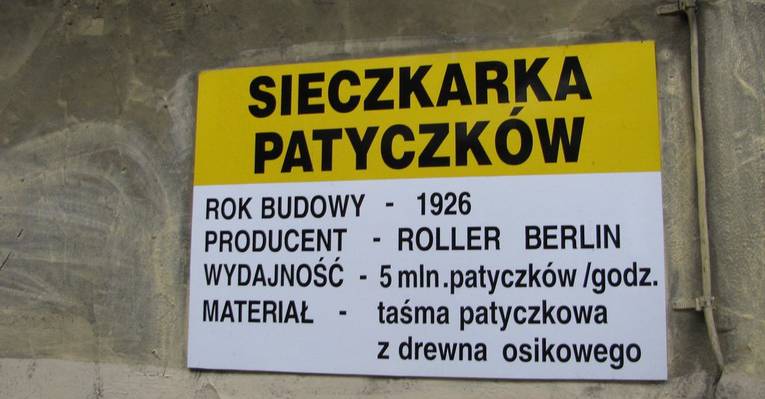 SIECZKARKA
PATYCZKÓW
ROK BUDOWY - 1926
PRODUCENT - ROLLER BERLIN
WYDAJNOŚĆ - 5 mln.patyczków /godz.
MATERIAŁ - taśma patyczkowa
z drewna osikowego